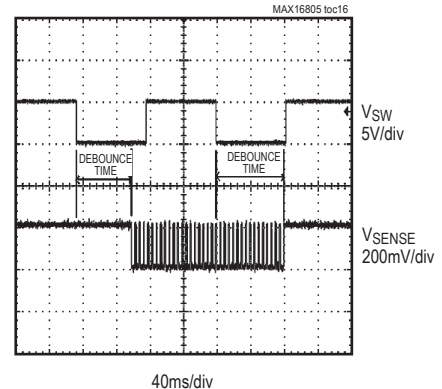 MAX16805 toc16
VSW
5V/div
DEBOUNCE
TIME
DEBOUNCE
TIME
VSENSE
200mV/div
40ms/div